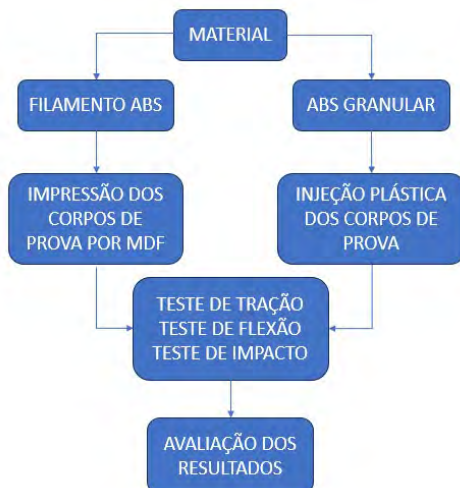 MATERIAL
FILAMENTO ABS
ABS GRANULAR
IMPRESSÃO DOS
CORPOS DE
PROVA POR MDF
INJEÇÃO PLÁSTICA
DOS CORPOS DE
PROVA
TESTE DE TRAÇÃO
TESTE DE FLEXÃO
TESTE DE IMPACTO
AVALIAÇÃO DOS
RESULTADOS